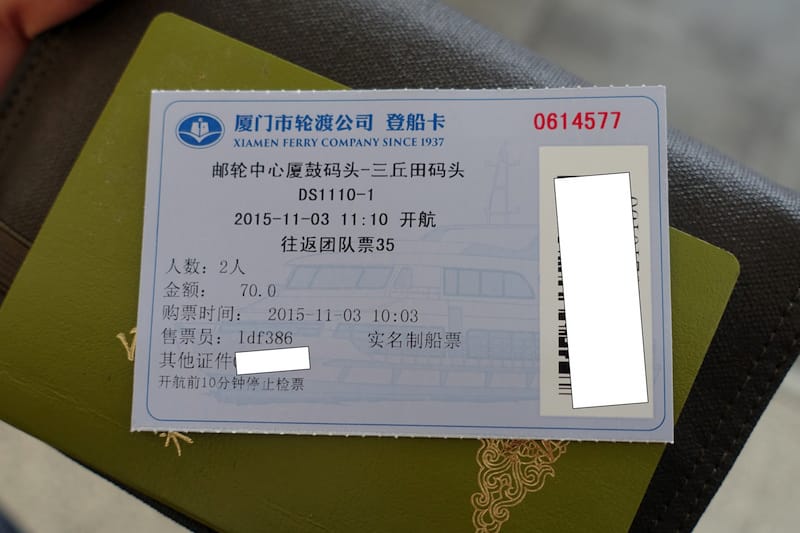 厦门市轮渡公司 登船卡
XIAMEN FERRY COMPANY SINCE 1937
0614577
邮轮中心厦鼓码头-三丘田码头
DS1110-1
2015-11-03 11:10 开航
往返团队票35
人数：2人
金额： 70.0
购票时间： 2015-11-03 10:03
售票员：ldf386 实名制船票
其他证件(
开航前10分钟停止检票